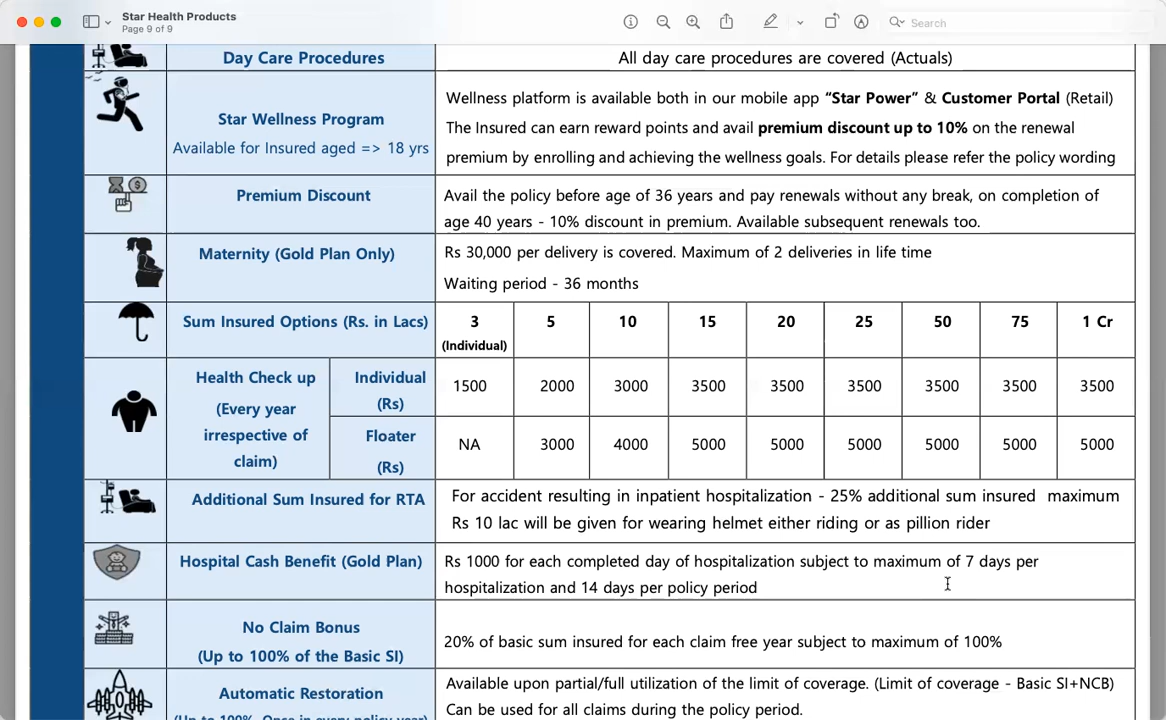 Star Health Products
Page 9 of 9
Search
Day Care Procedures
All day care procedures are covered (Actuals)
Star Wellness Program
Available for Insured aged => 18 yrs
Wellness platform is available both in our mobile app “Star Power” & Customer Portal (Retail)
The Insured can earn reward points and avail premium discount up to 10% on the renewal
premium by enrolling and achieving the wellness goals. For details please refer the policy wording
Premium Discount
Avail the policy before age of 36 years and pay renewals without any break, on completion of
age 40 years - 10% discount in premium. Available subsequent renewals too.
Maternity (Gold Plan Only)
Rs 30,000 per delivery is covered. Maximum of 2 deliveries in life time
Waiting period - 36 months
Sum Insured Options (Rs. in Lacs) 3 5 10 15 20 25 50 75 1 Cr
(Individual)
Health Check up
(Every year
irrespective of
claim)
Individual
(Rs)
1500 2000 3000 3500 3500 3500 3500 3500 3500
Floater
(Rs)
NA 3000 4000 5000 5000 5000 5000 5000 5000
Additional Sum Insured for RTA
For accident resulting in inpatient hospitalization - 25% additional sum insured maximum
Rs 10 lac will be given for wearing helmet either riding or as pillion rider
Hospital Cash Benefit (Gold Plan)
Rs 1000 for each completed day of hospitalization subject to maximum of 7 days per
hospitalization and 14 days per policy period
No Claim Bonus
(Up to 100% of the Basic SI)
20% of basic sum insured for each claim free year subject to maximum of 100%
Automatic Restoration
(Up to 100%, Once in every policy year)
Available upon partial/full utilization of the limit of coverage. (Limit of coverage - Basic SI+NCB)
Can be used for all claims during the policy period.